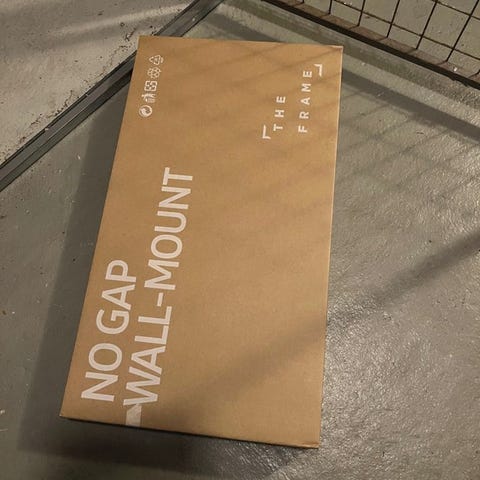 NO GAP
WALL-MOUNT
THE
FRAME